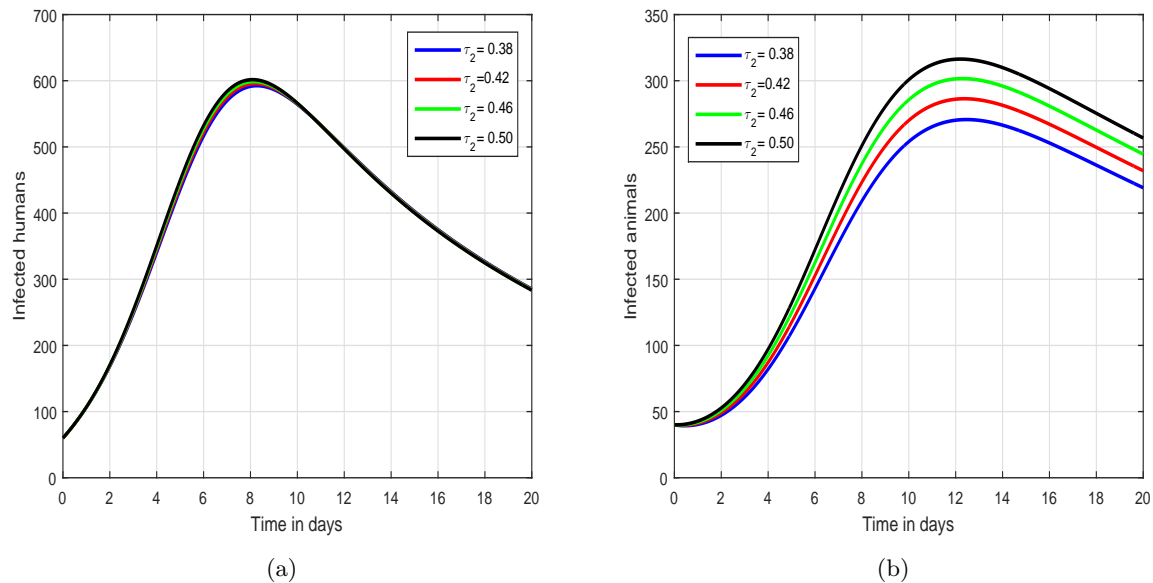 700
600
500
400
300
200
100
0
Infected humans
τ2= 0.38
τ2=0.42
τ2= 0.46
τ2= 0.50
0 2 4 6 8 10 12 14 16 18 20
Time in days
(a)
350
300
250
200
150
100
50
0
Infected animals
τ2= 0.38
τ2=0.42
τ2= 0.46
τ2= 0.50
0 2 4 6 8 10 12 14 16 18 20
Time in days
(b)